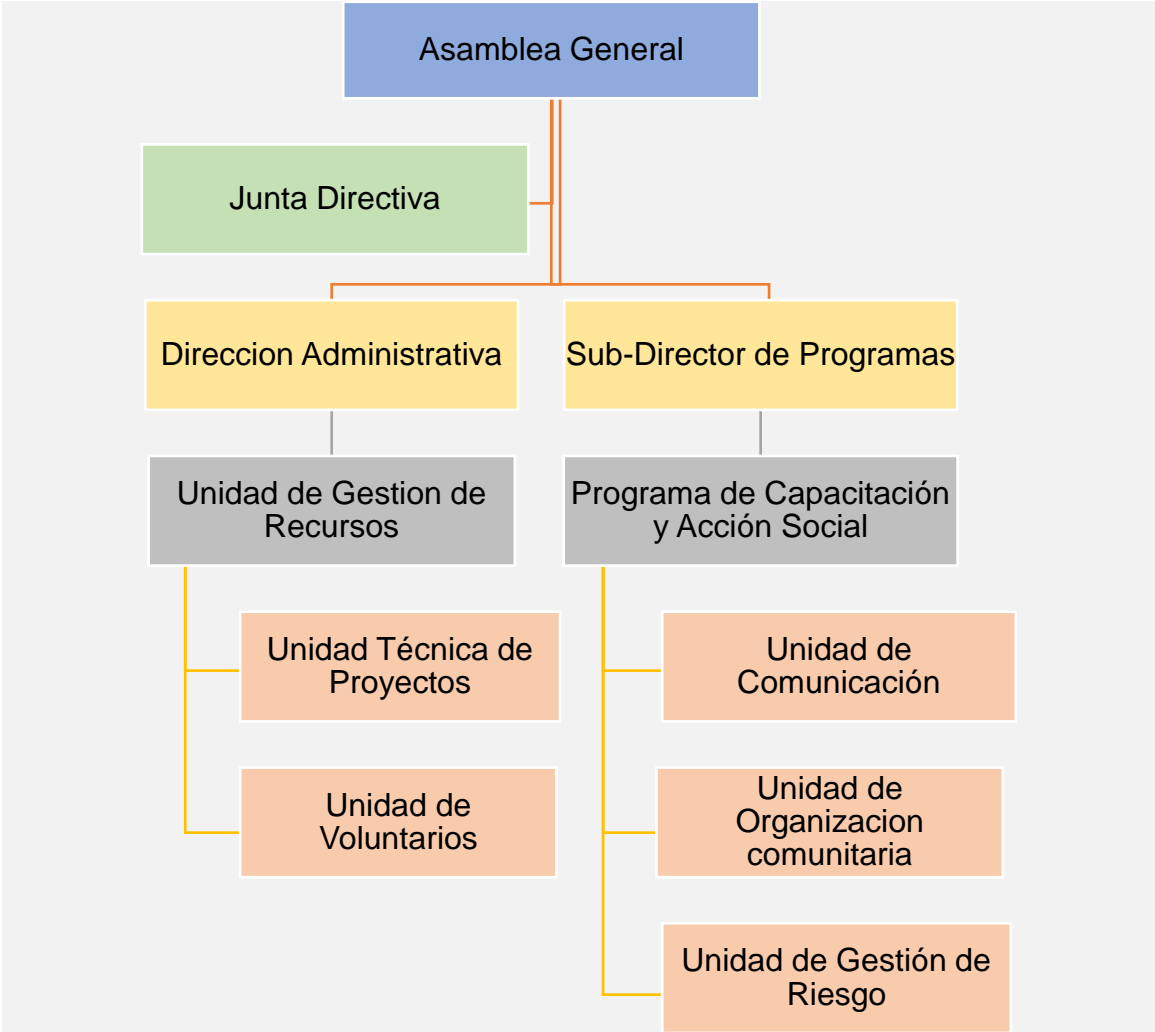 Asamblea General
Junta Directiva
Direccion Administrativa
Sub-Director de Programas
Unidad de Gestion de
Recursos
Programa de Capacitación
y Acción Social
Unidad Técnica de
Proyectos
Unidad de
Comunicación
Unidad de
Voluntarios
Unidad de
Organizacion
comunitaria
Unidad de Gestión de
Riesgo